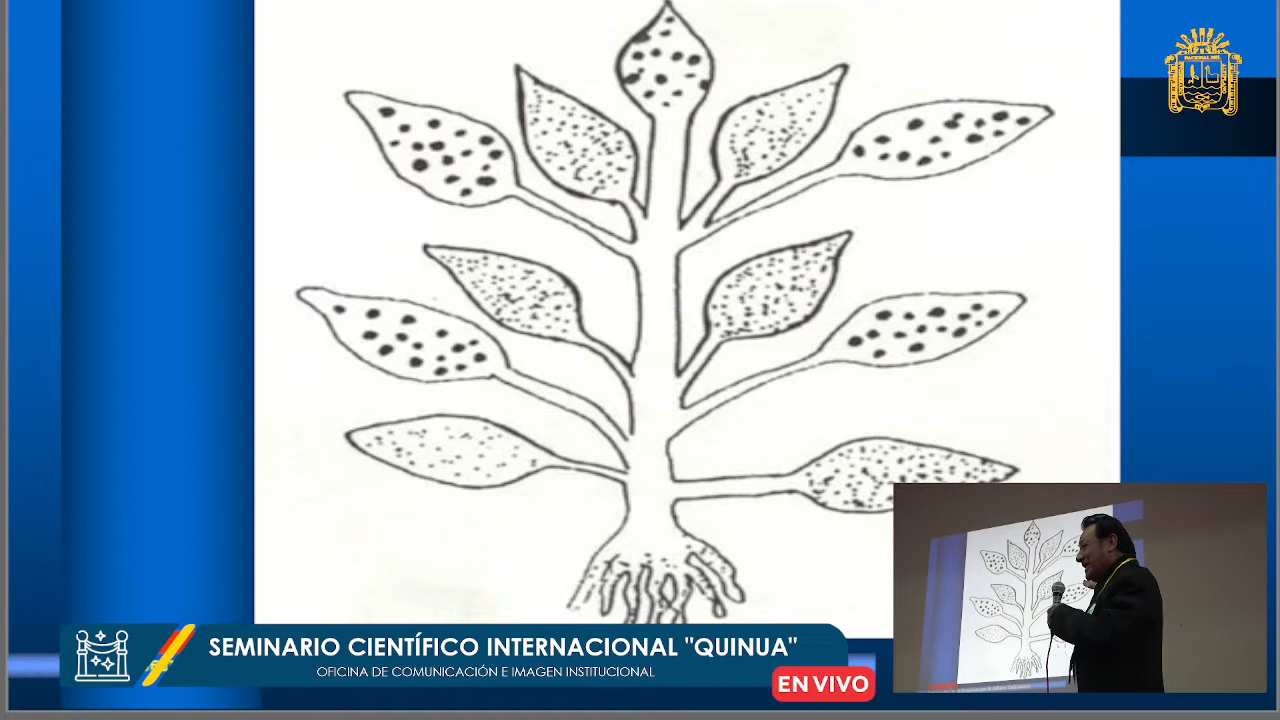 SEMINARIO CIENTÍFICO INTERNACIONAL "QUINUA"
OFICINA DE COMUNICACIÓN E IMAGEN INSTITUCIONAL
EN VIVO